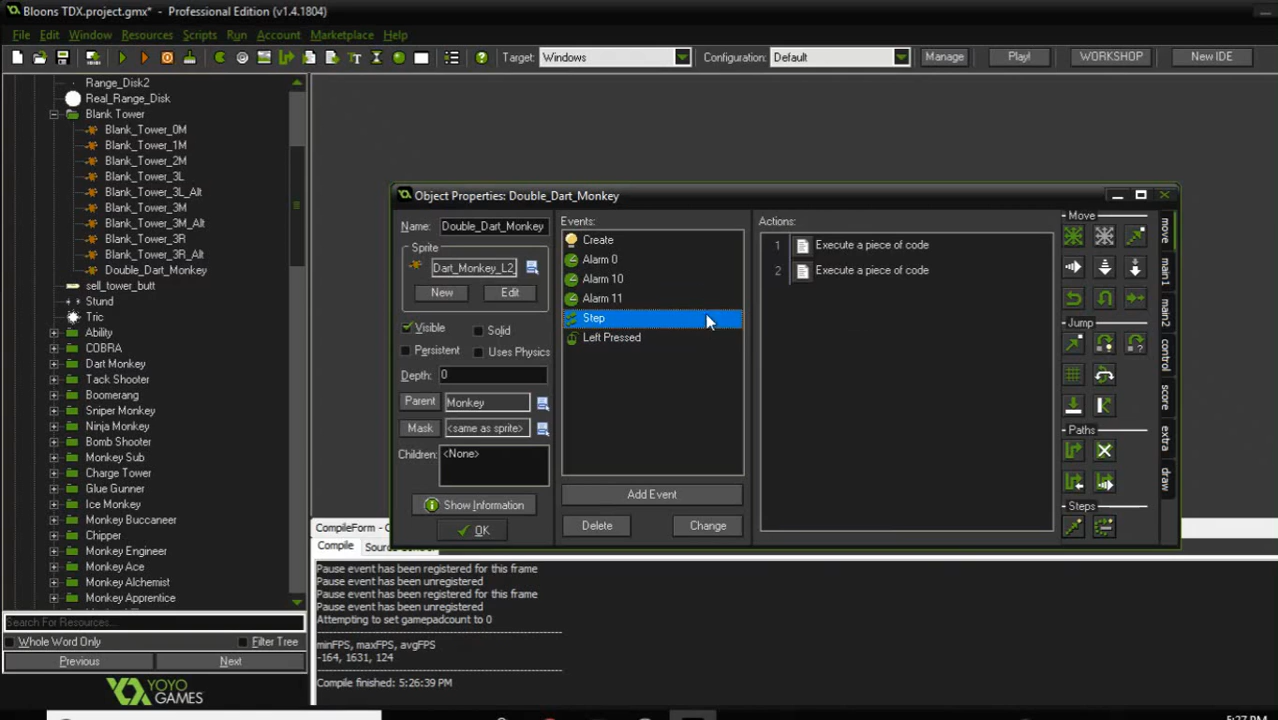 Bloons TDX.project.gmx* - Professional Edition (v1.4.1804)
File Edit Window Resources Scripts Run Account Marketplace Help
Target: Windows Configuration: Default Manage Play! WORKSHOP New IDE
Range_Disk2
Real_Range_Disk
Blank Tower
Blank_Tower_0M
Blank_Tower_1M
Blank_Tower_2M
Blank_Tower_3L
Blank_Tower_3L_Alt
Blank_Tower_3M
Blank_Tower_3M_Alt
Blank_Tower_3R
Blank_Tower_3R_Alt
Double_Dart_Monkey
sell_tower_butt
Stund
Tric
Ability
COBRA
Dart Monkey
Tack Shooter
Boomerang
Sniper Monkey
Ninja Monkey
Bomb Shooter
Monkey Sub
Charge Tower
Glue Gunner
Ice Monkey
Monkey Buccaneer
Chipper
Monkey Engineer
Monkey Ace
Monkey Alchemist
Monkey Apprentice
Search For Resources...
Whole Word Only Filter Tree
Previous Next
YOYO
GAMES
Object Properties: Double_Dart_Monkey
Name: Double_Dart_Monkey
Sprite
Dart_Monkey_L2
New Edit
Visible Solid
Persistent Uses Physics
Depth: 0
Parent Monkey
Mask <same as sprite>
Children: <None>
Show Information
OK
Events:
Create
Alarm 0
Alarm 10
Alarm 11
Step
Left Pressed
Add Event
Delete Change
Actions:
1 Execute a piece of code
2 Execute a piece of code
Move
Jump
Paths
Steps
move
main1
main2
control
score
extra
draw
CompileForm - C
Compile Source Control
Pause event has been registered for this frame
Pause event has been unregistered
Pause event has been registered for this frame
Pause event has been unregistered
Attempting to set gamepadcount to 0
minFPS, maxFPS, avgFPS
-164, 1631, 124
Compile finished: 5:26:39 PM
5:27 PM